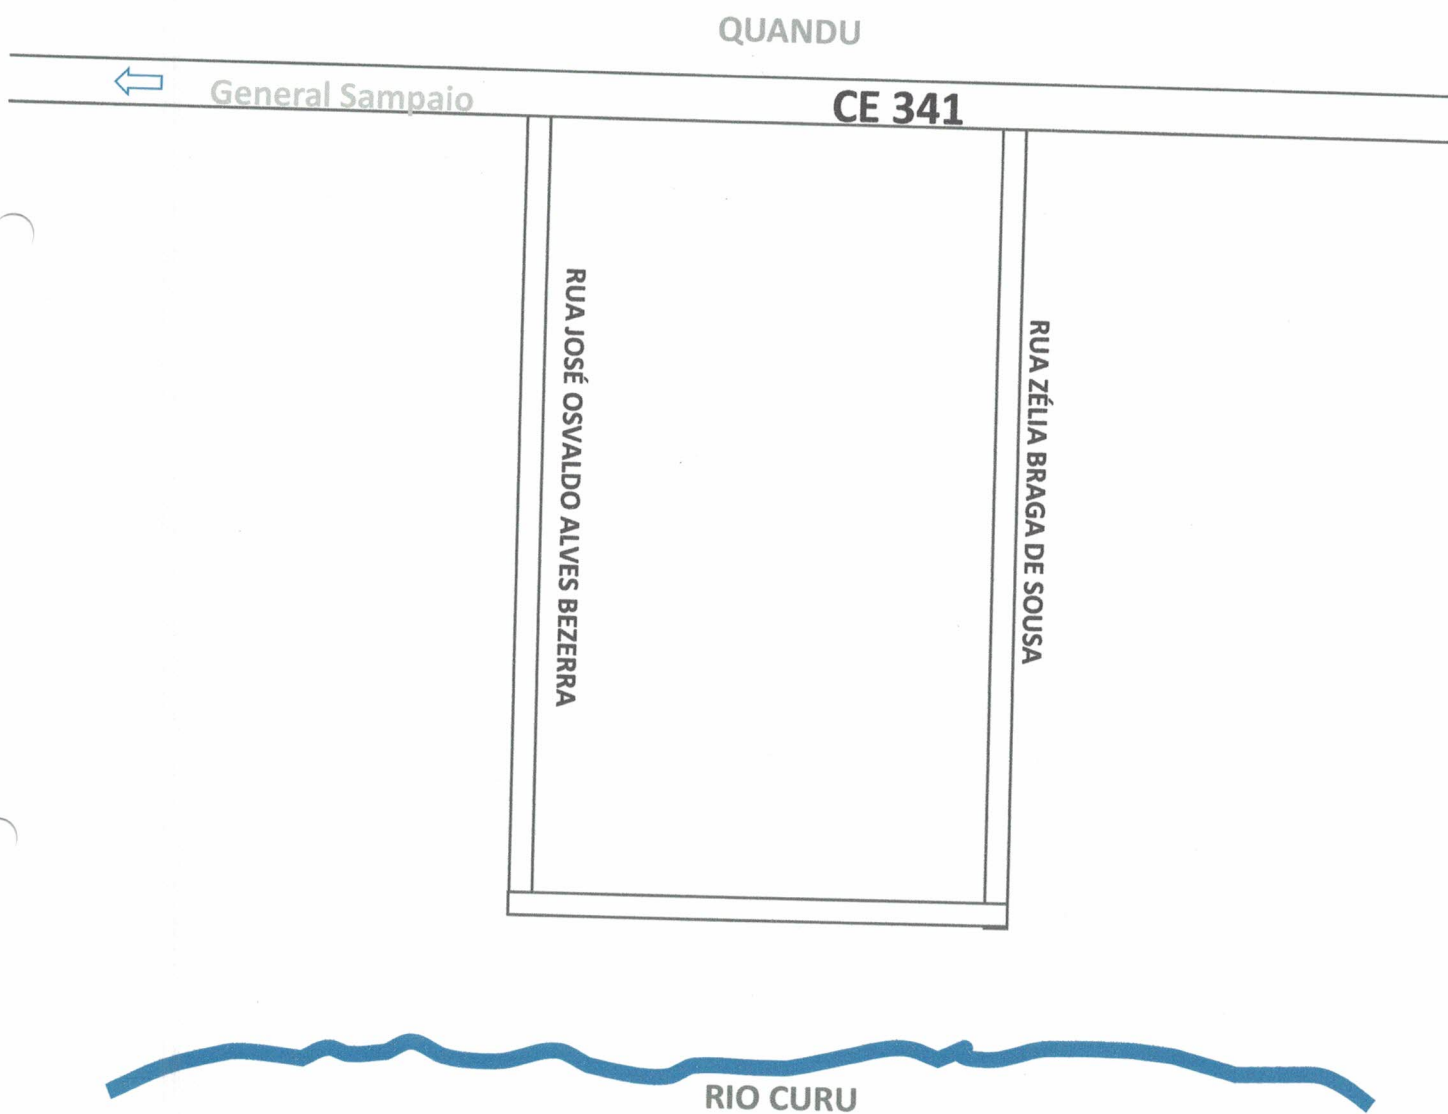 QUANDU
General Sampaio
CE 341
RUA JOSÉ OSVALDO ALVES BEZERRA
RUA ZÉLIA BRAGA DE SOUSA
RIO CURU